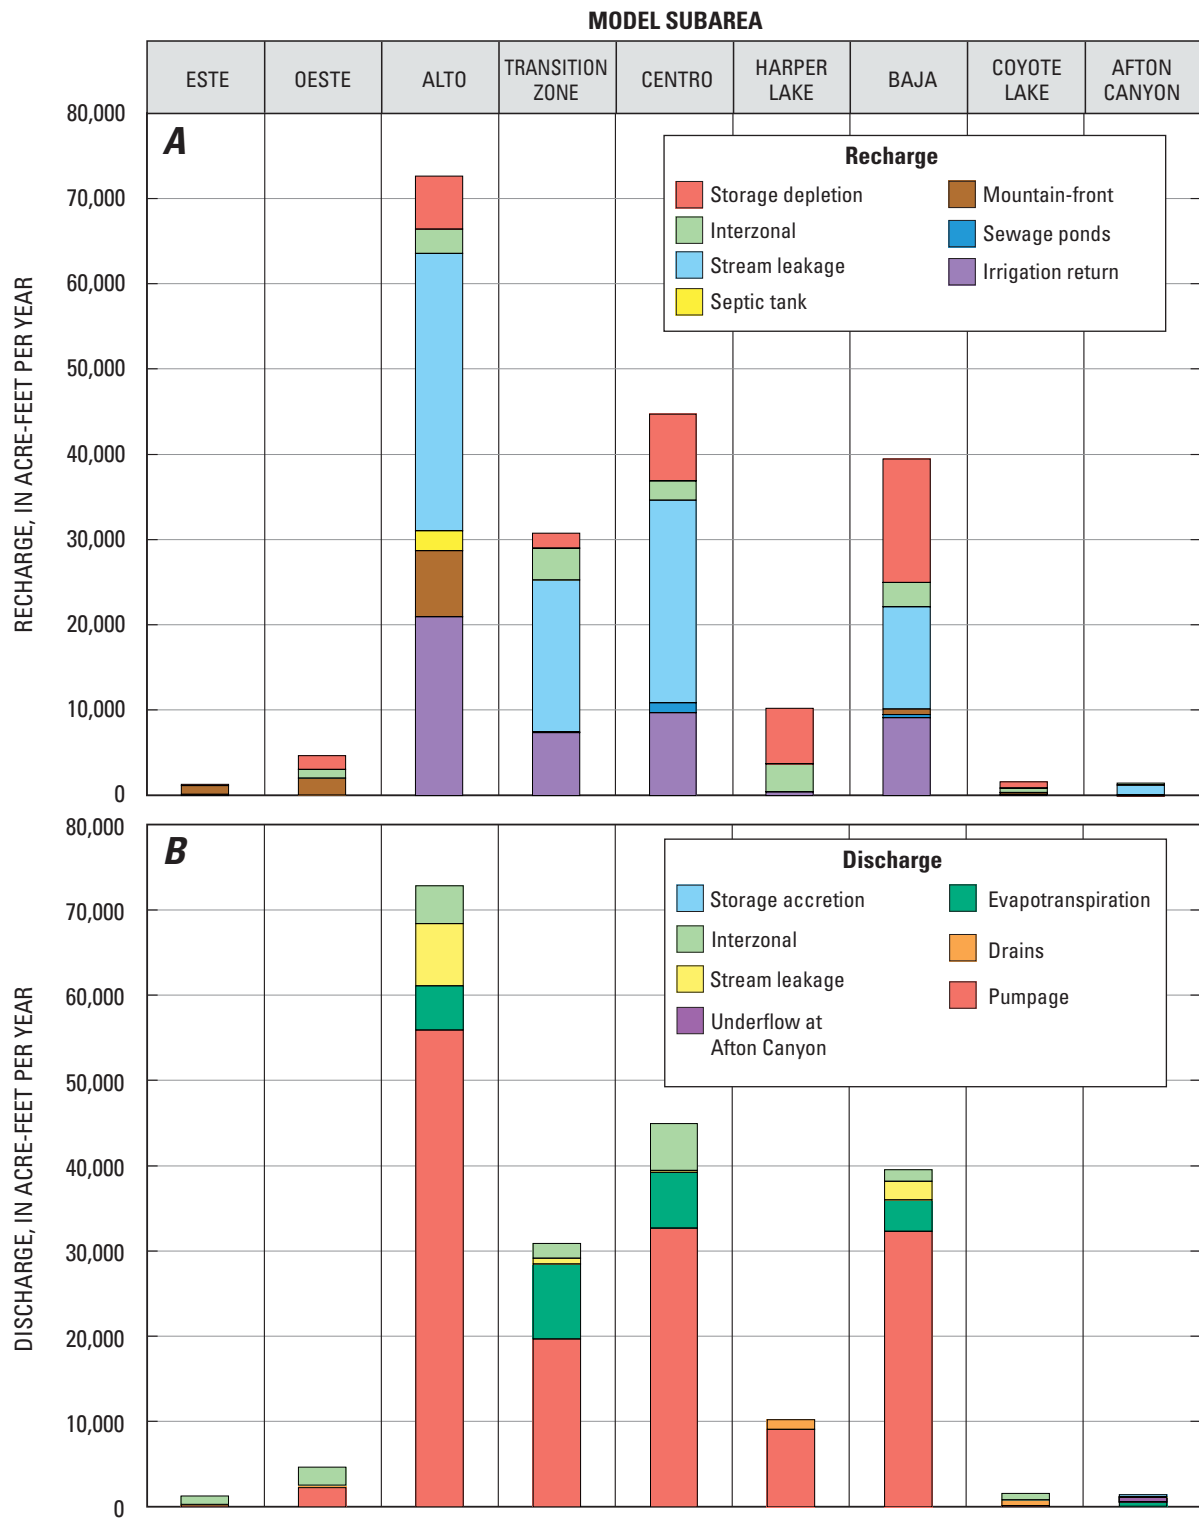 MODEL SUBAREA
ESTE
OESTE
ALTO
TRANSITION
ZONE
CENTRO
HARPER
LAKE
BAJA
COYOTE
LAKE
AFTON
CANYON
RECHARGE, IN ACRE-FEET PER YEAR
80,000
70,000
60,000
50,000
40,000
30,000
20,000
10,000
0
A
Recharge
Storage depletion
Interzonal
Stream leakage
Septic tank
Mountain-front
Sewage ponds
Irrigation return
DISCHARGE, IN ACRE-FEET PER YEAR
80,000
70,000
60,000
50,000
40,000
30,000
20,000
10,000
0
B
Discharge
Storage accretion
Interzonal
Stream leakage
Underflow at
Afton Canyon
Evapotranspiration
Drains
Pumpage